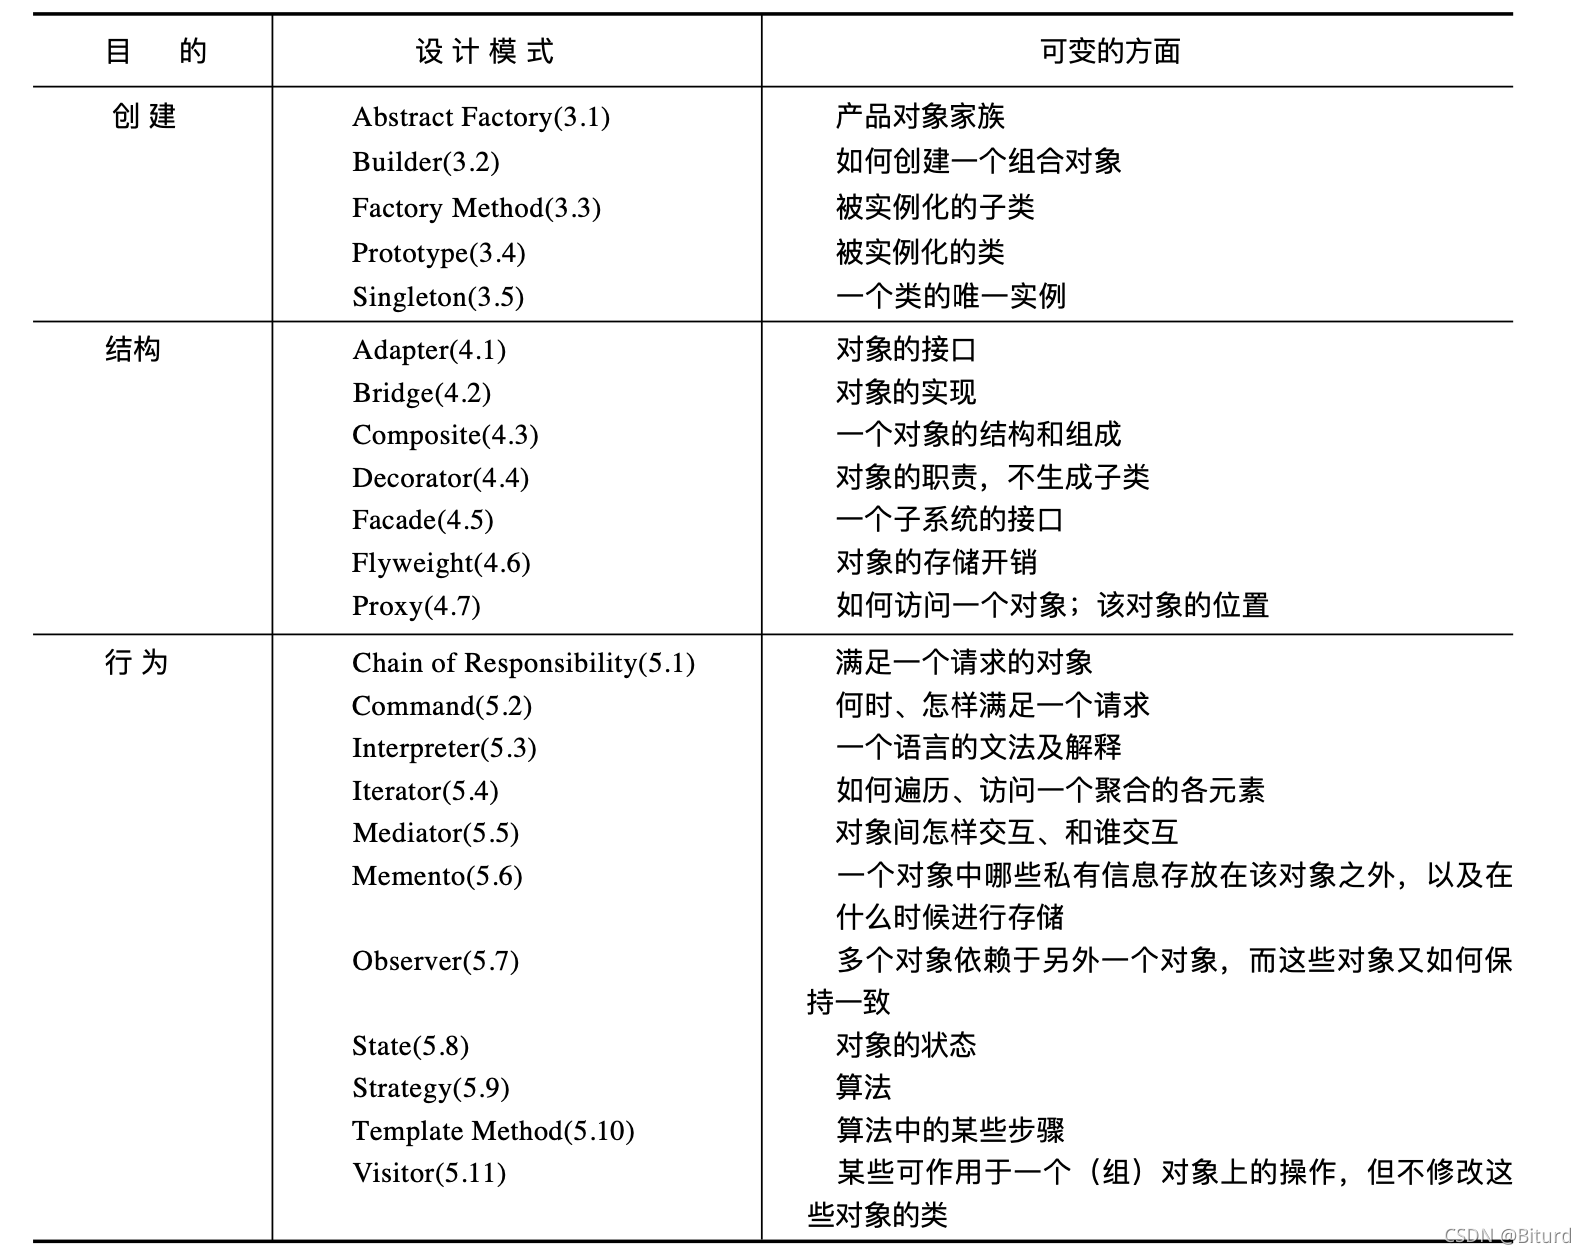 目 的 设 计 模 式 可变的方面
创 建 Abstract Factory(3.1) 产品对象家族
Builder(3.2) 如何创建一个组合对象
Factory Method(3.3) 被实例化的子类
Prototype(3.4) 被实例化的类
Singleton(3.5) 一个类的唯一实例
结构 Adapter(4.1) 对象的接口
Bridge(4.2) 对象的实现
Composite(4.3) 一个对象的结构和组成
Decorator(4.4) 对象的职责，不生成子类
Facade(4.5) 一个子系统的接口
Flyweight(4.6) 对象的存储开销
Proxy(4.7) 如何访问一个对象；该对象的位置
行 为 Chain of Responsibility(5.1) 满足一个请求的对象
Command(5.2) 何时、怎样满足一个请求
Interpreter(5.3) 一个语言的文法及解释
Iterator(5.4) 如何遍历、访问一个聚合的各元素
Mediator(5.5) 对象间怎样交互、和谁交互
Memento(5.6) 一个对象中哪些私有信息存放在该对象之外，以及在
什么时候进行存储
Observer(5.7) 多个对象依赖于另外一个对象，而这些对象又如何保
持一致
State(5.8) 对象的状态
Strategy(5.9) 算法
Template Method(5.10) 算法中的某些步骤
Visitor(5.11) 某些可作用于一个（组）对象上的操作，但不修改这
些对象的类
CSDN @Biturd